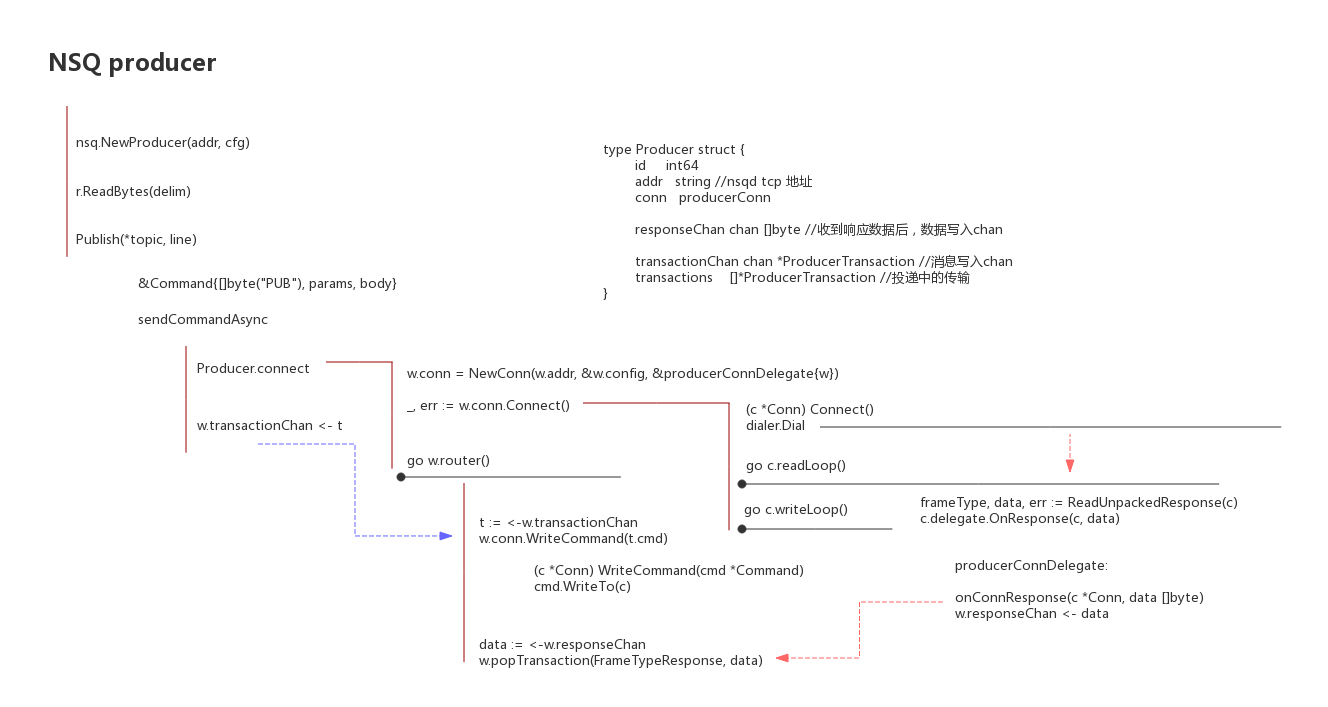 NSQ producer
nsq.NewProducer(addr, cfg)
r.ReadBytes(delim)
Publish(*topic, line)
&Command{[]byte("PUB"), params, body}
sendCommandAsync
type Producer struct {
id int64
addr string //nsqd tcp 地址
conn producerConn
responseChan chan []byte //收到响应数据后，数据写入chan
transactionChan chan *ProducerTransaction //消息写入chan
transactions []*ProducerTransaction //投递中的传输
}
Producer.connect
w.transactionChan <- t
w.conn = NewConn(w.addr, &w.config, &producerConnDelegate{w})
_, err := w.conn.Connect()
go w.router()
(c *Conn) Connect()
dialer.Dial
go c.readLoop()
go c.writeLoop()
frameType, data, err := ReadUnpackedResponse(c)
c.delegate.OnResponse(c, data)
t := <-w.transactionChan
w.conn.WriteCommand(t.cmd)
(c *Conn) WriteCommand(cmd *Command)
cmd.WriteTo(c)
producerConnDelegate:
onConnResponse(c *Conn, data []byte)
w.responseChan <- data
data := <-w.responseChan
w.popTransaction(FrameTypeResponse, data)